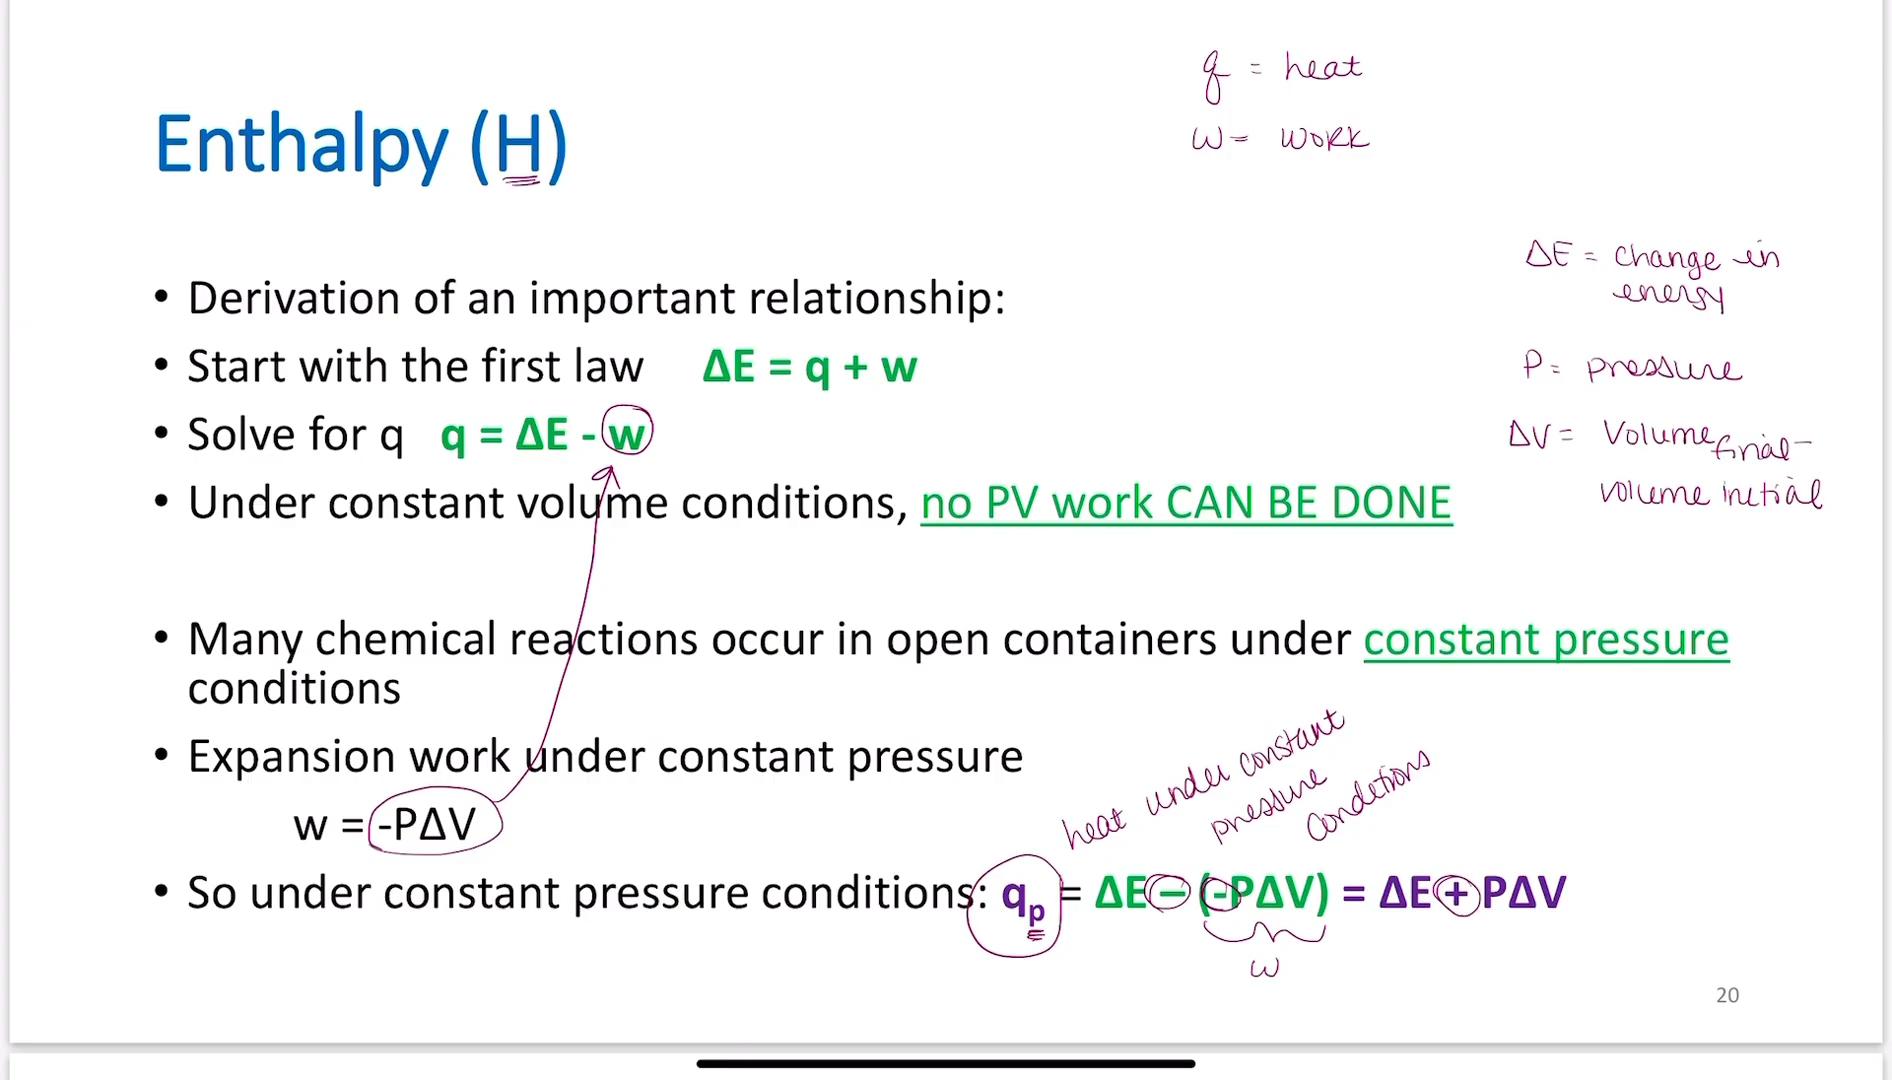 q = heat
w = work
Enthalpy (H)
ΔE = change in
energy
• Derivation of an important relationship:
• Start with the first law ΔE = q + w
P = pressure
• Solve for q q = ΔE - w
ΔV = Volume final -
volume initial
• Under constant volume conditions, no PV work CAN BE DONE
• Many chemical reactions occur in open containers under constant pressure
conditions
• Expansion work under constant pressure
w = -PΔV
heat under constant
pressure
conditions
• So under constant pressure conditions: qₚ = ΔE – (-PΔV) = ΔE + PΔV
w
20